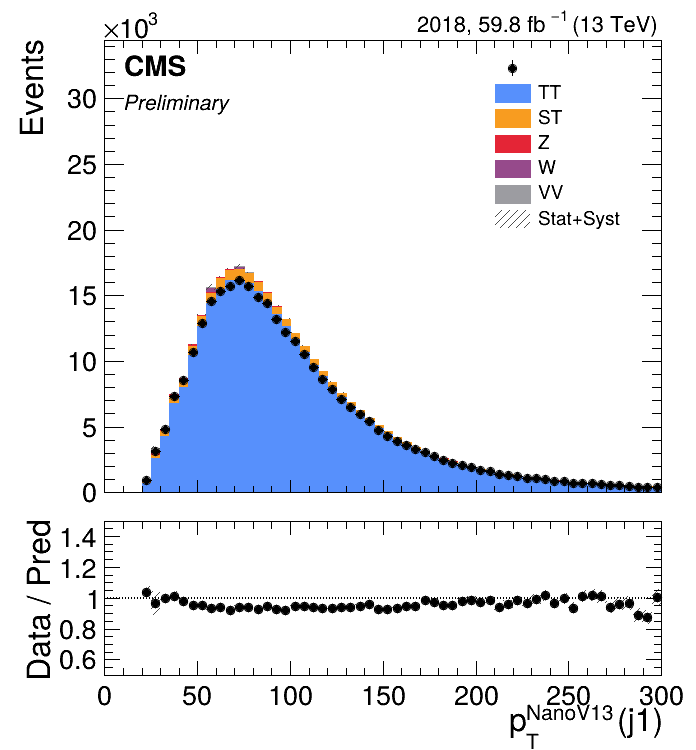 ×10³
2018, 59.8 fb⁻¹ (13 TeV)
CMS
Preliminary
Events
TT
ST
Z
W
VV
Stat+Syst
30
25
20
15
10
5
0
Data / Pred
1.4
1.2
1
0.8
0.6
0 50 100 150 200 250 300
p_T^NanoV13 (j1)